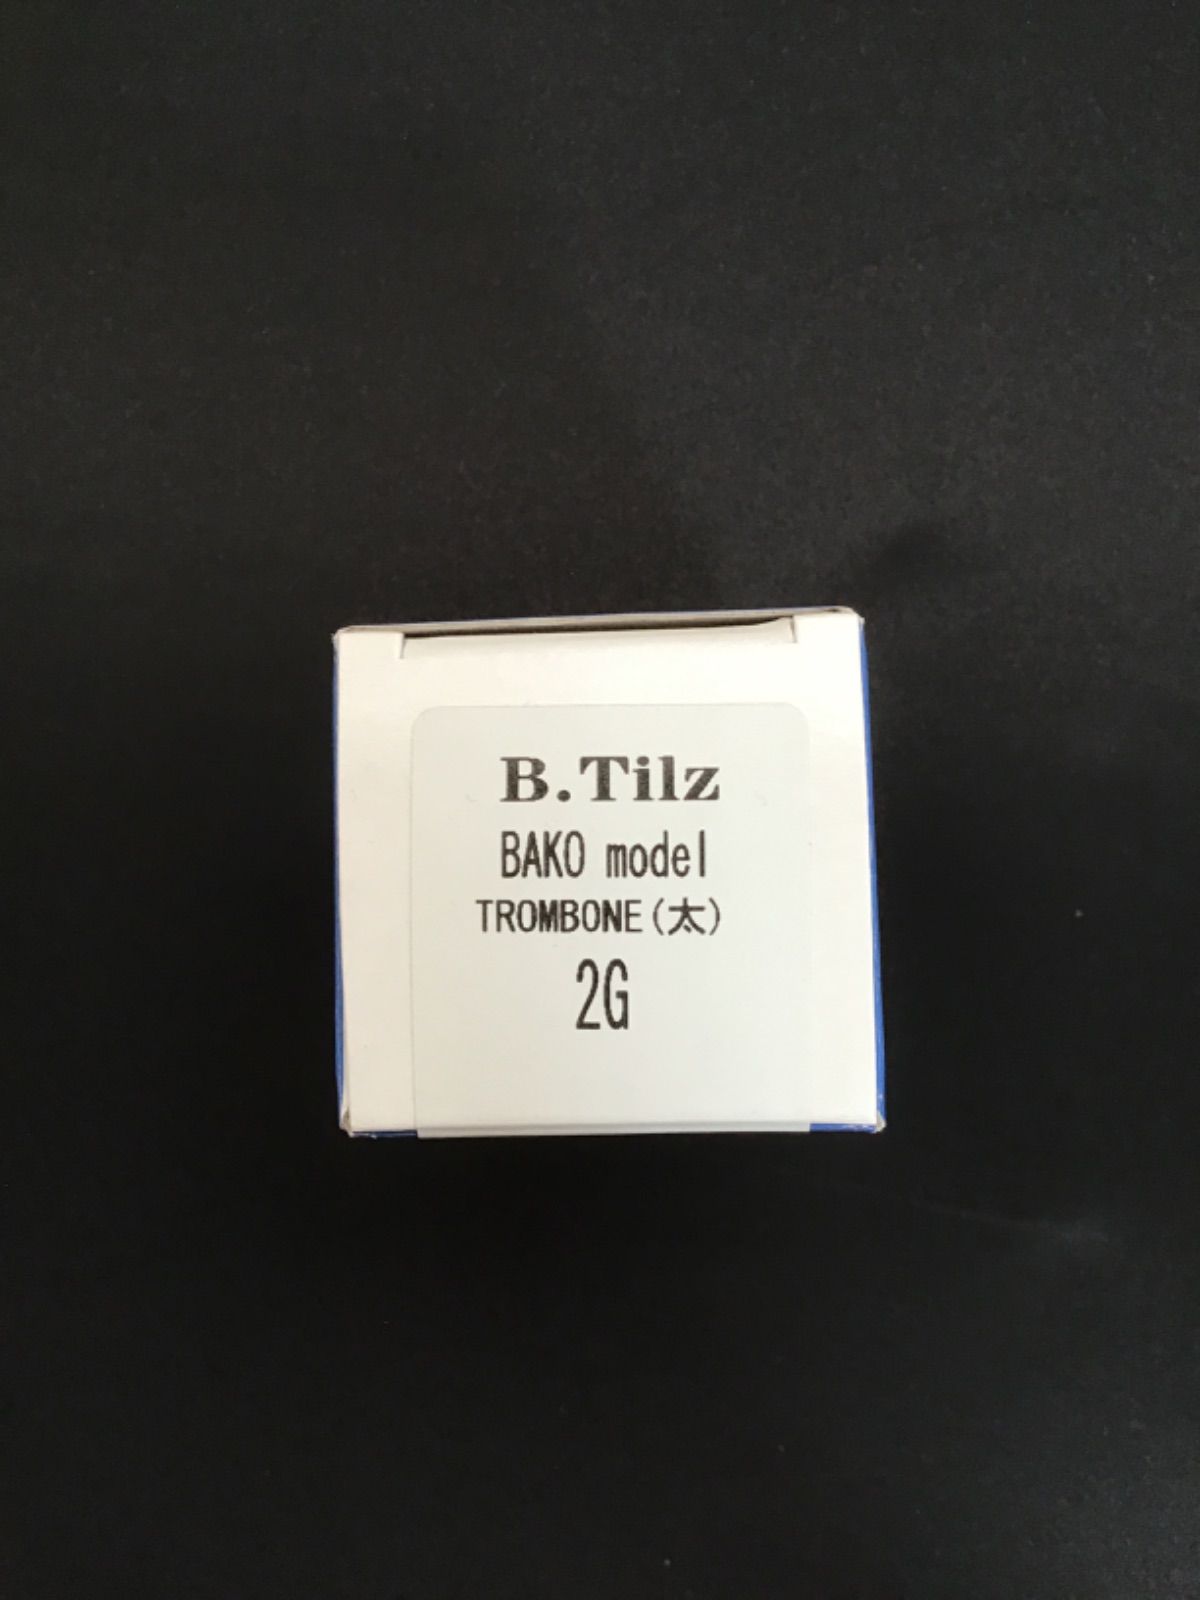 B.Tilz
BAKO model
TROMBONE(太)
2G